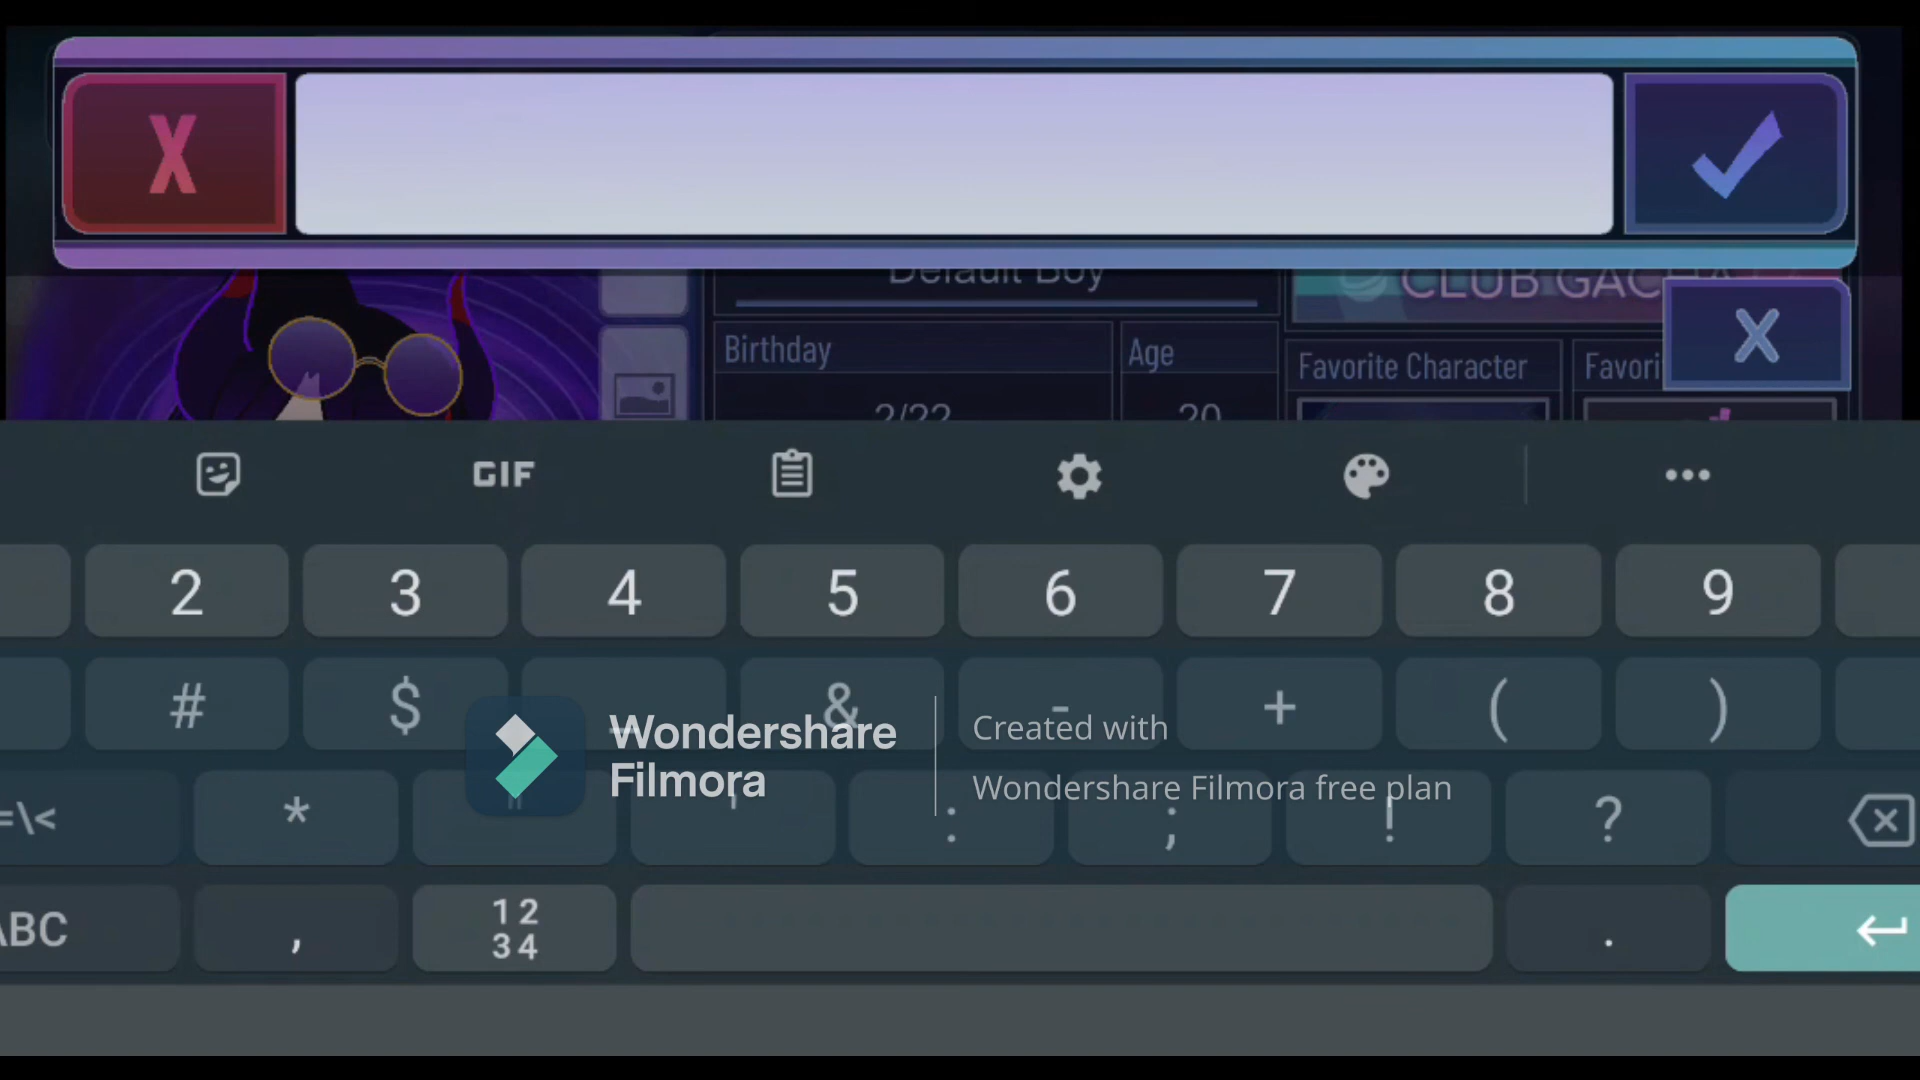 X
Default Boy
CLUB GAC
Birthday
Age
Favorite Character
Favori
X
2/22
20
GIF
2 3 4 5 6 7 8 9
# $ _ & - + ( )
=\< * " ' : ; ! ?
Wondershare
Filmora
Created with
Wondershare Filmora free plan
ABC , 1 2 3 4 .